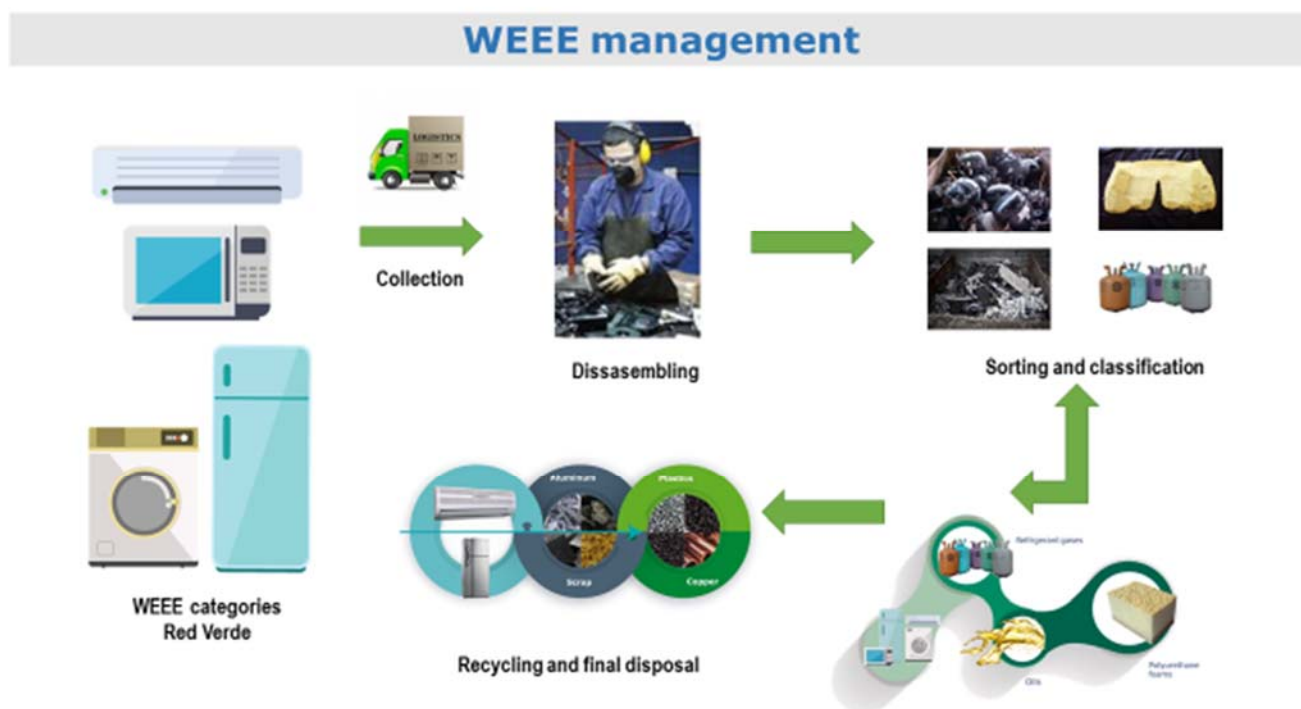 WEEE management
LOGISTICS
Collection
Dissasembling
Sorting and classification
WEEE categories
Red Verde
Aluminum
Scrap
Plastics
Copper
Recycling and final disposal
Refrigerant gases
Oils
Polyurethane
foams